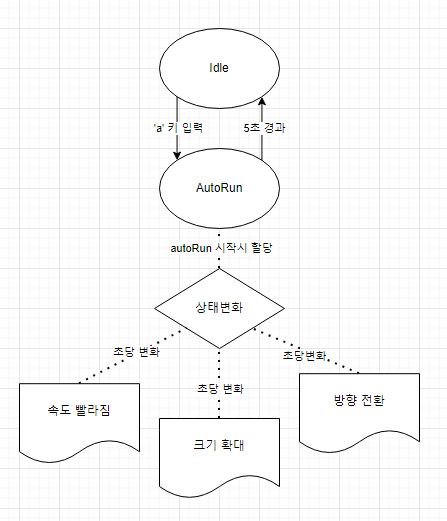 Idle
'a' 키 입력
5초 경과
AutoRun
autoRun 시작시 할당
상태변화
초당 변화
초당변화
초당 변화
속도 빨라짐
방향 전환
크기 확대